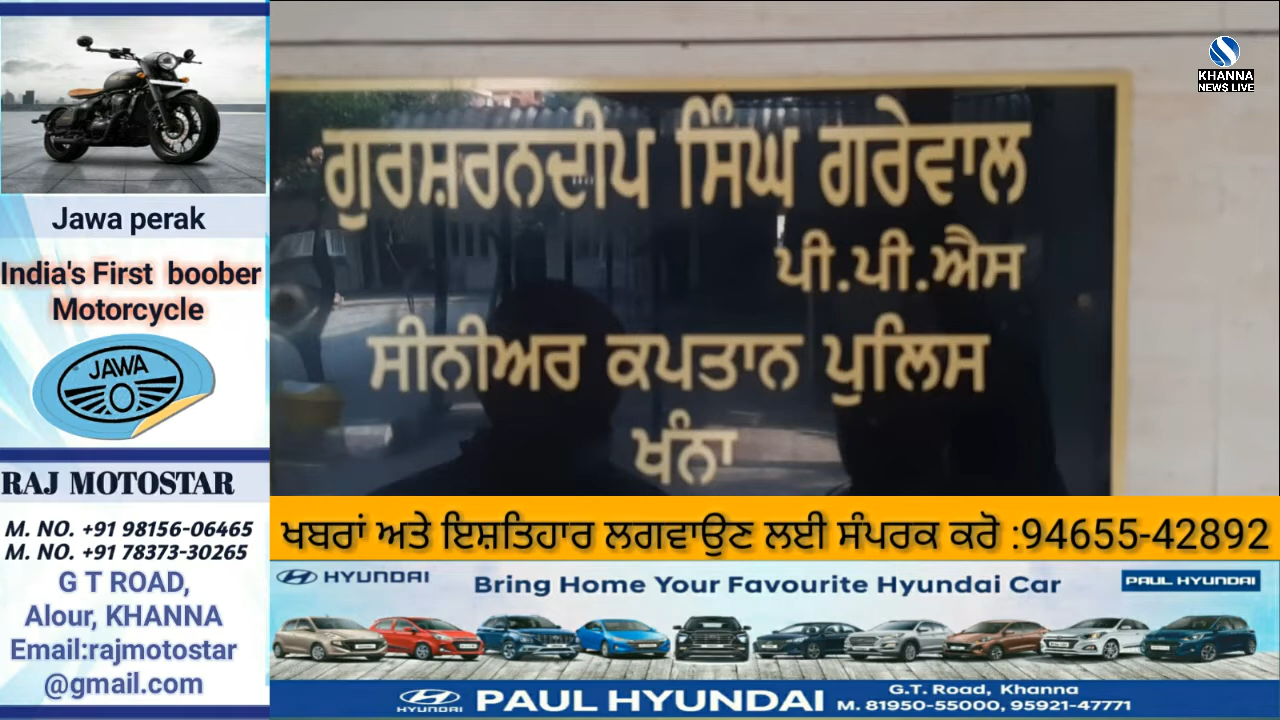 Jawa perak
India's First boober
Motorcycle
JAWA
RAJ MOTOSTAR
M. NO. +91 98156-06465
M. NO. +91 78373-30265
G T ROAD,
Alour, KHANNA
Email:rajmotostar
@gmail.com
KHANNA
NEWS LIVE
ਗੁਰਸ਼ਰਨਦੀਪ ਸਿੰਘ ਗਰੇਵਾਲ
ਪੀ.ਪੀ.ਐਸ
ਸੀਨੀਅਰ ਕਪਤਾਨ ਪੁਲਿਸ
ਖੰਨਾ
ਖਬਰਾਂ ਅਤੇ ਇਸ਼ਤਿਹਾਰ ਲਗਵਾਉਣ ਲਈ ਸੰਪਰਕ ਕਰੋ :94655-42892
HYUNDAI
Bring Home Your Favourite Hyundai Car
PAUL HYUNDAI
HYUNDAI
PAUL HYUNDAI
G.T. Road, Khanna
M. 81950-55000, 95921-47771